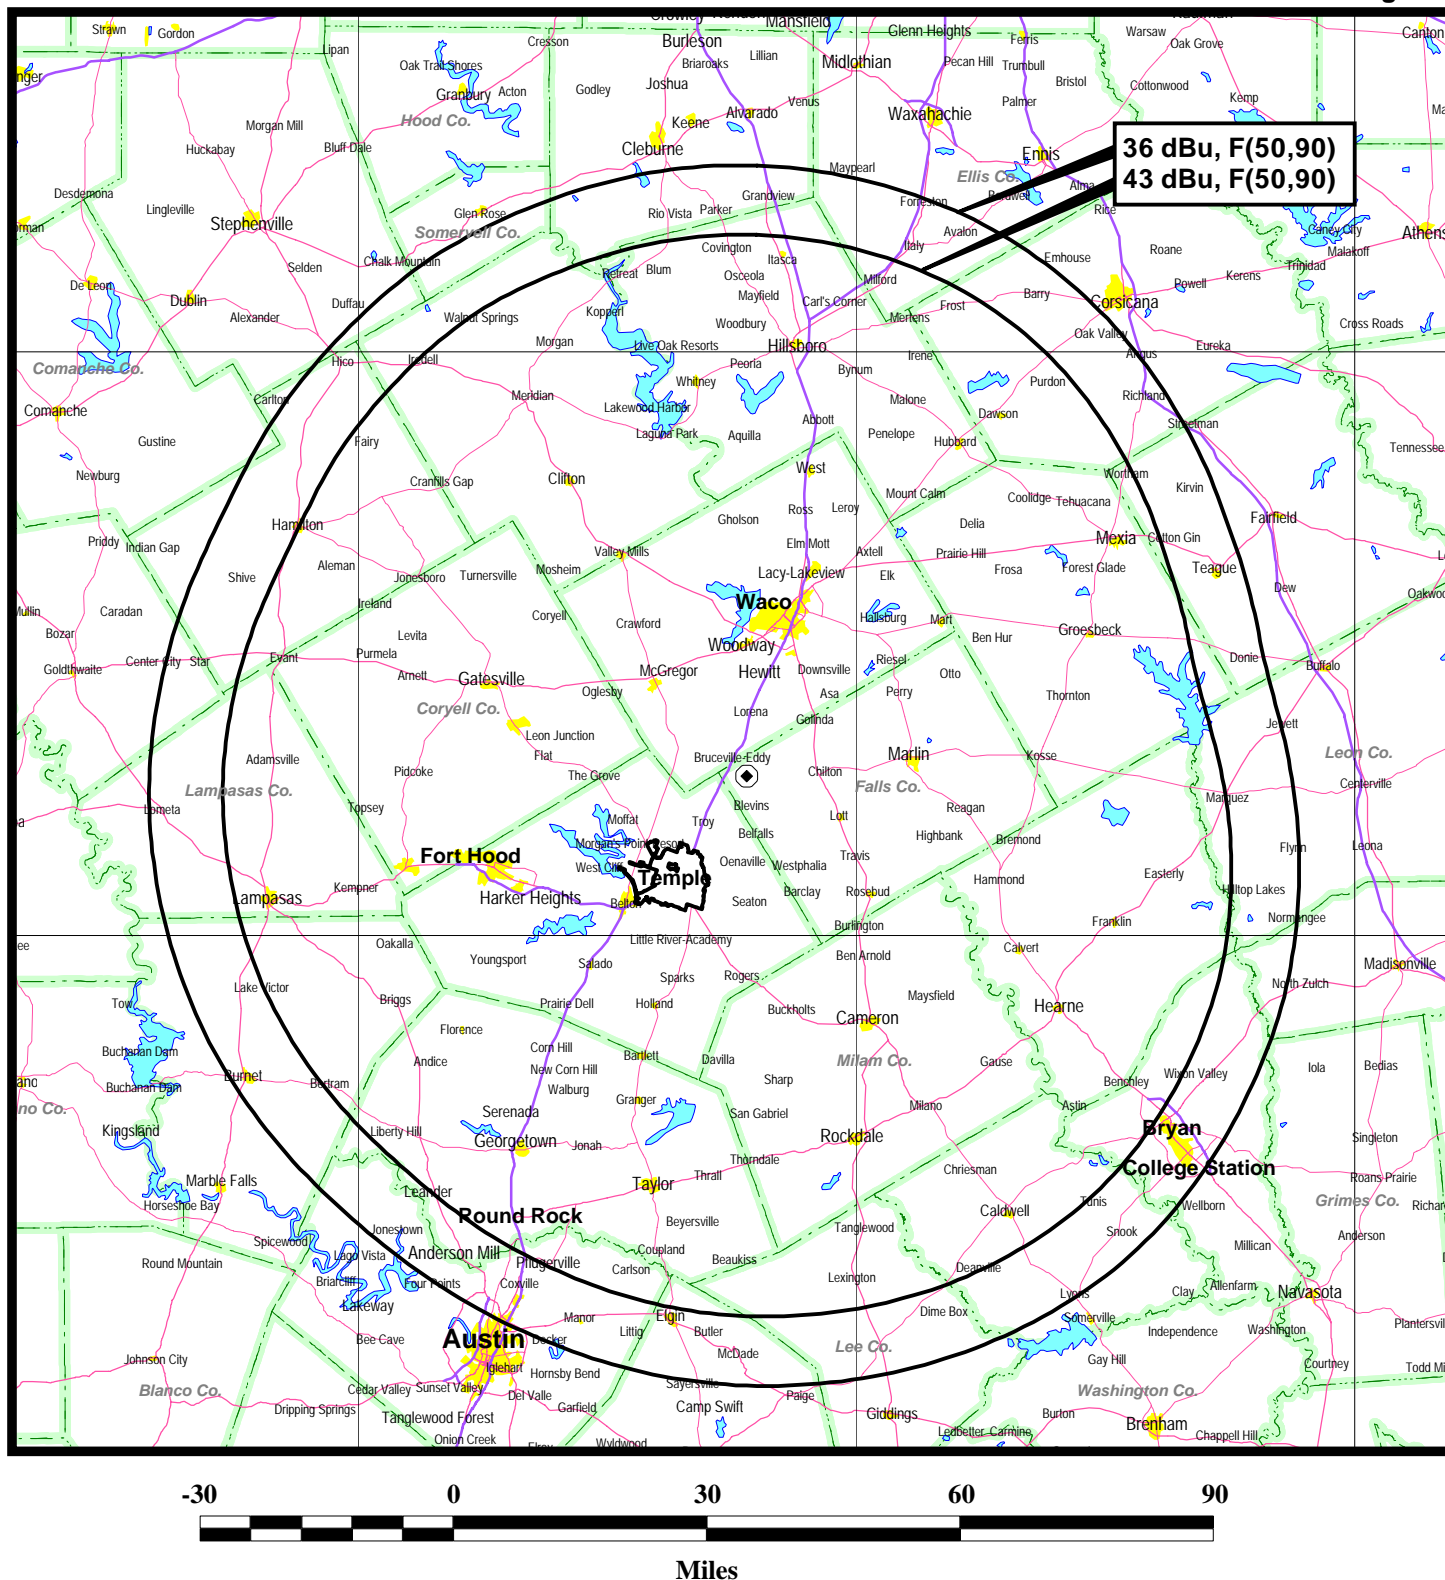 Strawn
Gordon
Lipan
Cresson
Burleson
Mansfield
Lillian
Briaroaks
Midlothian
Glenn Heights
Ferris
Pecan Hill
Trumbull
Warsaw
Oak Grove
Canton
Oak Trail Shores
Granbury
Acton
Godley
Joshua
Venus
Alvarado
Keene
Waxahachie
Palmer
Bristol
Cottonwood
Kemp
Hood Co.
Morgan Mill
Huckabay
Bluff Dale
Cleburne
Maypearl
Ennis
Ellis Co.
36 dBu, F(50,90)
43 dBu, F(50,90)
Desdemona
Lingleville
Stephenville
Glen Rose
Somervell Co.
Rio Vista
Parker
Grandview
Forreston
Bardwell
Alma
Rice
Avalon
Italy
Caney City
Malakoff
Trinidad
Athens
Selden
Chalk Mountain
Covington
Itasca
Retreat
Blum
Osceola
Milford
Emhouse
Roane
Powell
Kerens
De Leon
Dublin
Alexander
Duffau
Walnut Springs
Kopperl
Mayfield
Woodbury
Carl's Corner
Mertens
Frost
Barry
Corsicana
Oak Valley
Cross Roads
Comanche Co.
Hico
Iredell
Morgan
Live Oak Resorts
Peoria
Hillsboro
Bynum
Irene
Angus
Eureka
Comanche
Carlton
Meridian
Whitney
Lakewood Harbor
Laguna Park
Aquilla
Abbott
Malone
Purdon
Dawson
Richland
Streetman
Gustine
Fairy
Penelope
Hubbard
Tennessee
Newburg
Cranfills Gap
Clifton
West
Mount Calm
Coolidge
Tehuacana
Wortham
Kirvin
Priddy
Indian Gap
Hamilton
Gholson
Ross
Leroy
Delia
Mexia
Cotton Gin
Fairfield
Shive
Aleman
Jonesboro
Turnersville
Mosheim
Valley Mills
Elm Mott
Lacy-Lakeview
Axtell
Elk
Prairie Hill
Frosa
Forest Glade
Teague
Dew
Caradan
Bozar
Ireland
Levita
Coryell
Crawford
Waco
Hallsburg
Mart
Ben Hur
Groesbeck
Goldthwaite
Center City
Star
Evant
Purmela
Arnett
Gatesville
Oglesby
McGregor
Woodway
Hewitt
Downsville
Riesel
Otto
Asa
Perry
Thornton
Donie
Buffalo
Coryell Co.
Lorena
Golinda
Jewett
Leon Junction
Flat
The Grove
Bruceville-Eddy
Chilton
Marlin
Kosse
Leon Co.
Centerville
Adamsville
Pidcoke
Lampasas Co.
Lometa
Topsey
Moffat
Troy
Blevins
Belfalls
Lott
Falls Co.
Reagan
Highbank
Bremond
Marquez
Flynn
Leona
Fort Hood
Morgan's Point Resort
West Cliff
Temple
Oenaville
Westphalia
Travis
Hammond
Easterly
Hilltop Lakes
Lampasas
Kempner
Harker Heights
Belton
Seaton
Barclay
Rosebud
Burlington
Franklin
Normangee
Oakalla
Youngsport
Salado
Little River-Academy
Ben Arnold
Calvert
Madisonville
Lake Victor
Tow
Briggs
Sparks
Rogers
North Zulch
Prairie Dell
Holland
Buckholts
Maysfield
Cameron
Hearne
Florence
Corn Hill
New Corn Hill
Bartlett
Davilla
Milam Co.
Gause
Buchanan Dam
Buchanan Dam
Burnet
Bertram
Andice
Walburg
Sharp
Benchley
Wixon Valley
Iola
Bedias
Kingsland
Serenada
Granger
San Gabriel
Milano
Astin
Bryan
Liberty Hill
Georgetown
Jonah
Rockdale
Singleton
Marble Falls
Horseshoe Bay
Leander
Taylor
Thrall
Thorndale
Chriesman
College Station
Roans Prairie
Grimes Co.
Spicewood
Jonestown
Round Rock
Beyersville
Tanglewood
Caldwell
Tunis
Wellborn
Snook
Anderson
Round Mountain
Lago Vista
Anderson Mill
Pflugerville
Coupland
Carlson
Beaukiss
Lexington
Deanville
Millican
Briarcliff
Four Points
Coxville
Lakeway
Lyons
Clay
Allenfarm
Navasota
Bee Cave
Austin
Decker
Manor
Littig
Elgin
Butler
McDade
Dime Box
Lee Co.
Somerville
Independence
Washington
Johnson City
Blanco Co.
Iglehart
Hornsby Bend
Gay Hill
Courtney
Cedar Valley
Sunset Valley
Del Valle
Garfield
Sayersville
Camp Swift
Paige
Giddings
Washington Co.
Dripping Springs
Tanglewood Forest
Onion Creek
Wyldwood
Ledbetter
Carmine
Burton
Brenham
Chappell Hill
-30
0
30
60
90
Miles